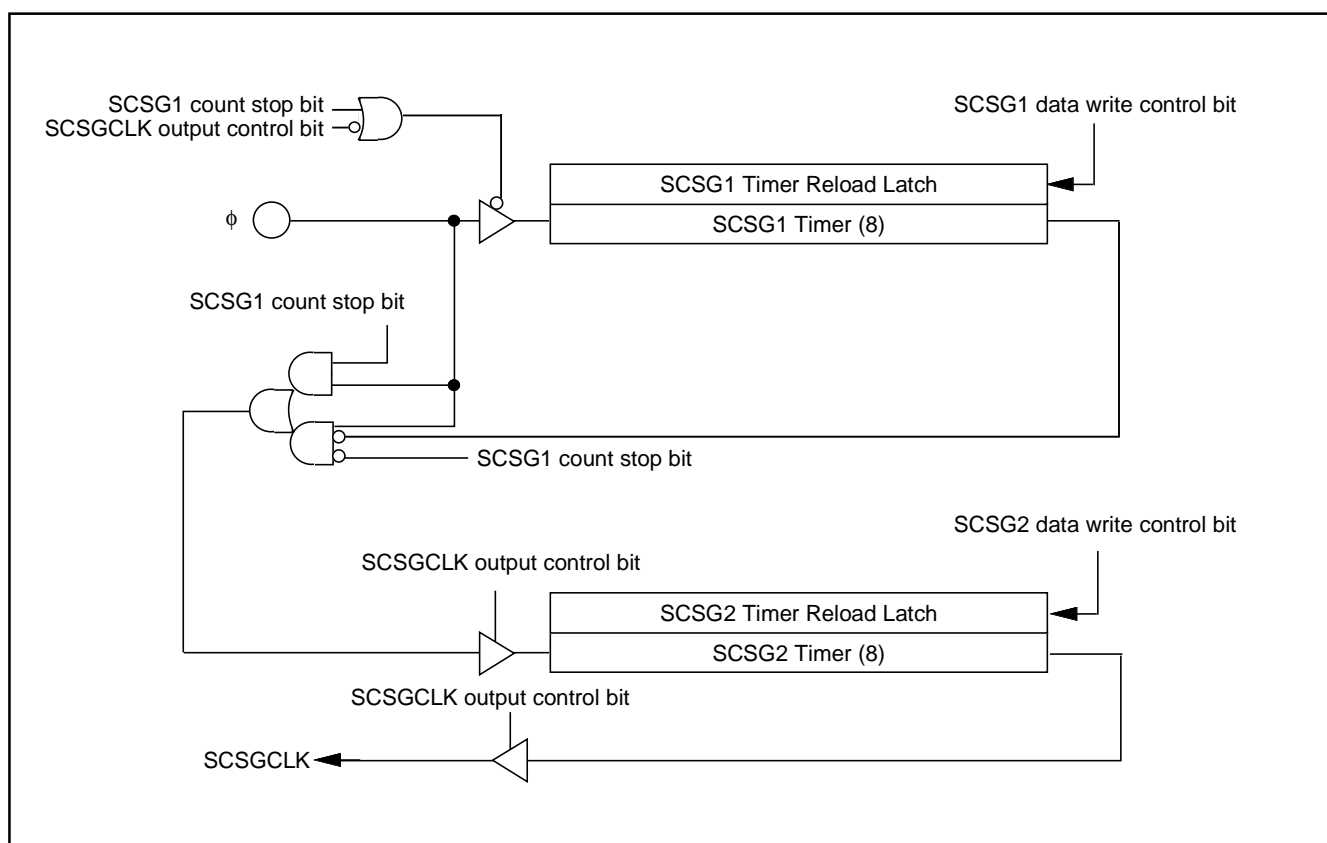 SCSG1 count stop bit
SCSGCLK output control bit
SCSG1 data write control bit
SCSG1 Timer Reload Latch
ϕ
SCSG1 Timer (8)
SCSG1 count stop bit
SCSG1 count stop bit
SCSG2 data write control bit
SCSGCLK output control bit
SCSG2 Timer Reload Latch
SCSG2 Timer (8)
SCSGCLK output control bit
SCSGCLK